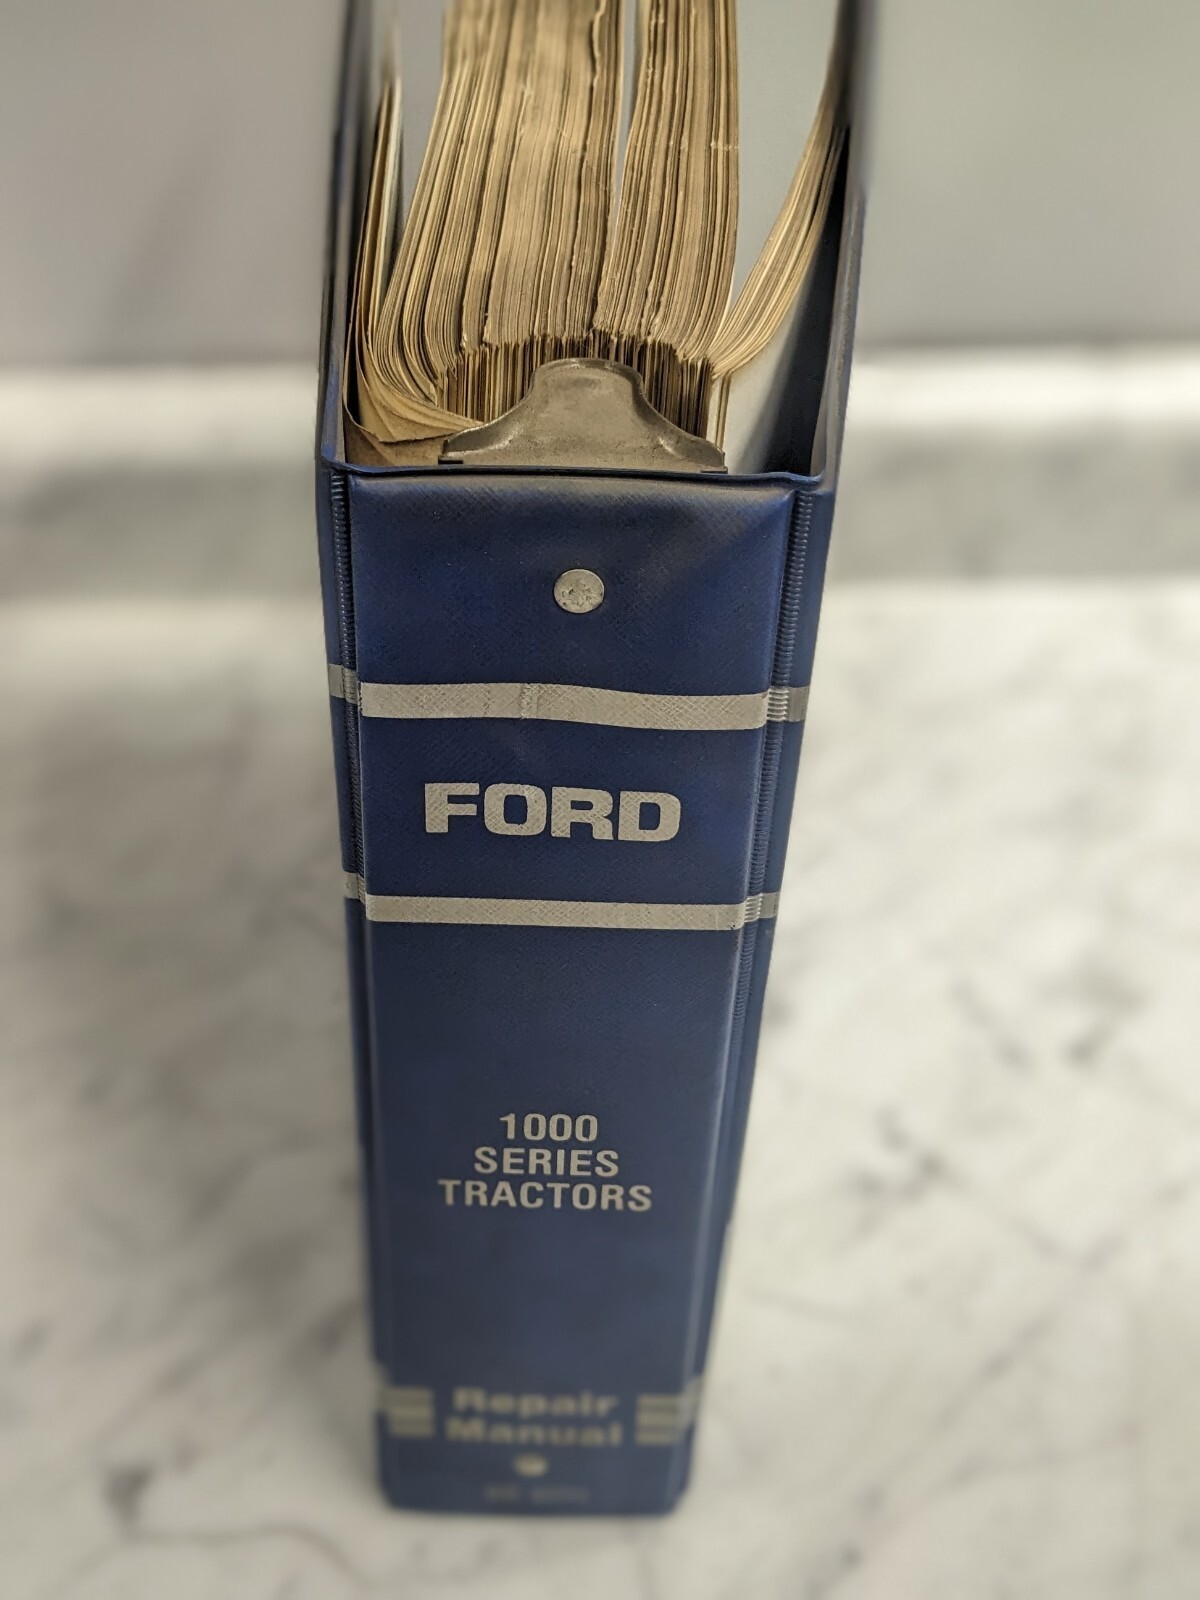 FORD
1000
SERIES
TRACTORS
Repair
Manual